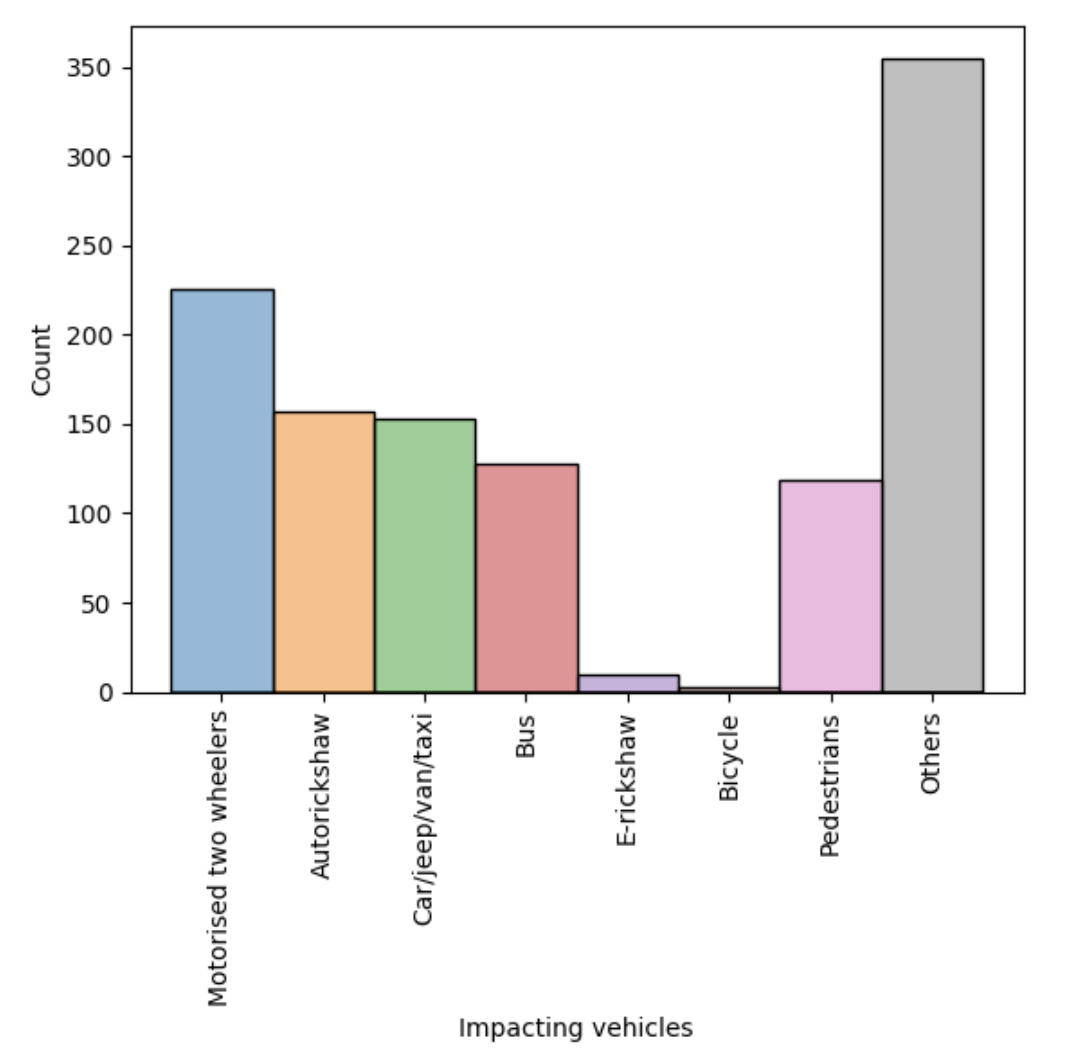 350
300
250
200
150
100
50
0
Count
Motorised two wheelers
Autorickshaw
Car/jeep/van/taxi
Bus
E-rickshaw
Bicycle
Pedestrians
Others
Impacting vehicles